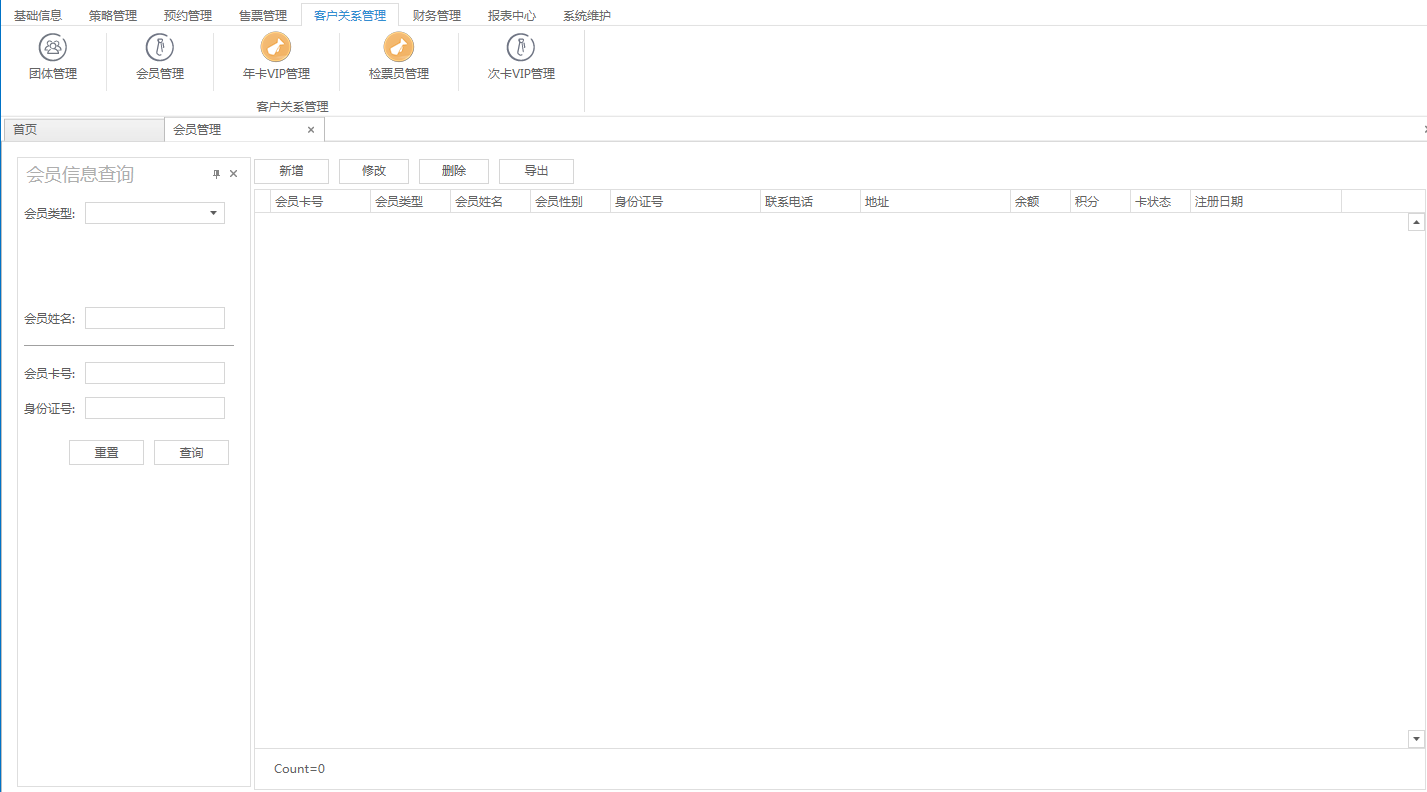 基础信息 策略管理 预约管理 售票管理 客户关系管理 财务管理 报表中心 系统维护
团体管理 会员管理 年卡VIP管理 检票员管理 次卡VIP管理
客户关系管理
首页 会员管理
会员信息查询
新增 修改 删除 导出
会员卡号 会员类型 会员姓名 会员性别 身份证号 联系电话 地址 余额 积分 卡状态 注册日期
会员类型:
会员姓名:
会员卡号:
身份证号:
重置 查询
Count=0